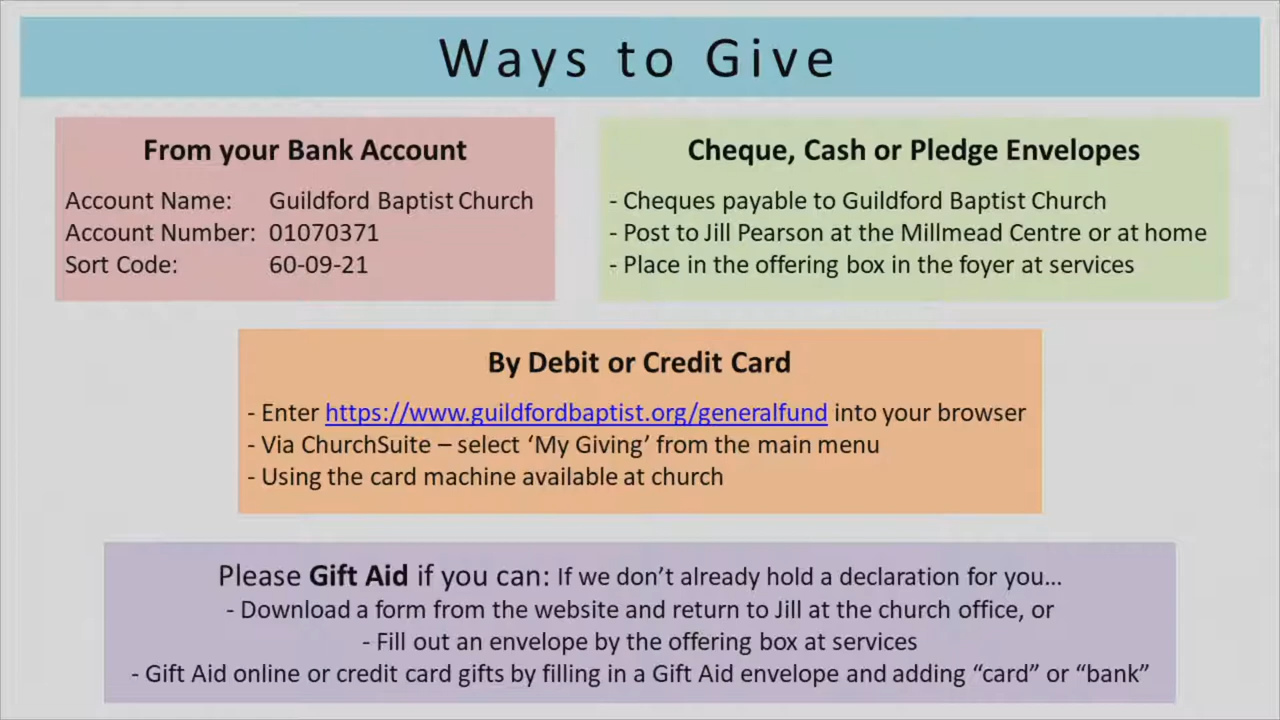 Ways to Give
From your Bank Account
Account Name: Guildford Baptist Church
Account Number: 01070371
Sort Code: 60-09-21
Cheque, Cash or Pledge Envelopes
- Cheques payable to Guildford Baptist Church
- Post to Jill Pearson at the Millmead Centre or at home
- Place in the offering box in the foyer at services
By Debit or Credit Card
- Enter https://www.guildfordbaptist.org/generalfund into your browser
- Via ChurchSuite – select ‘My Giving’ from the main menu
- Using the card machine available at church
Please Gift Aid if you can: If we don’t already hold a declaration for you…
- Download a form from the website and return to Jill at the church office, or
- Fill out an envelope by the offering box at services
- Gift Aid online or credit card gifts by filling in a Gift Aid envelope and adding “card” or “bank”